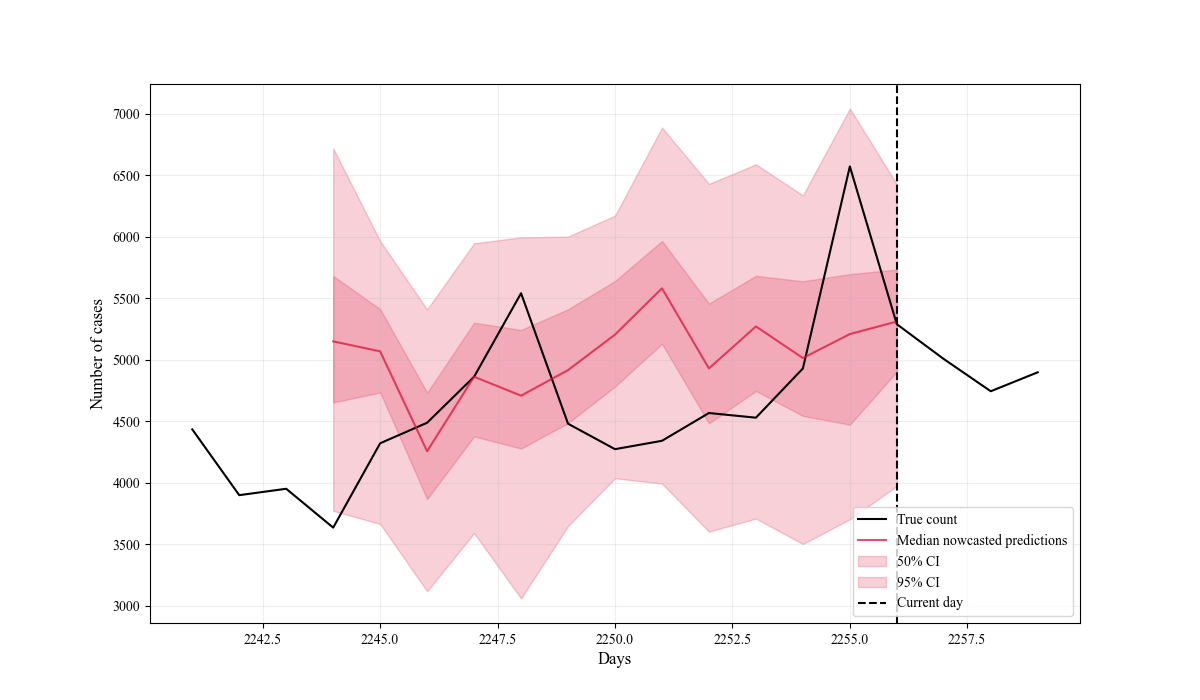 7000
6500
6000
5500
5000
4500
4000
3500
3000
Number of cases
2242.5
2245.0
2247.5
2250.0
2252.5
2255.0
2257.5
Days
True count
Median nowcasted predictions
50% CI
95% CI
Current day